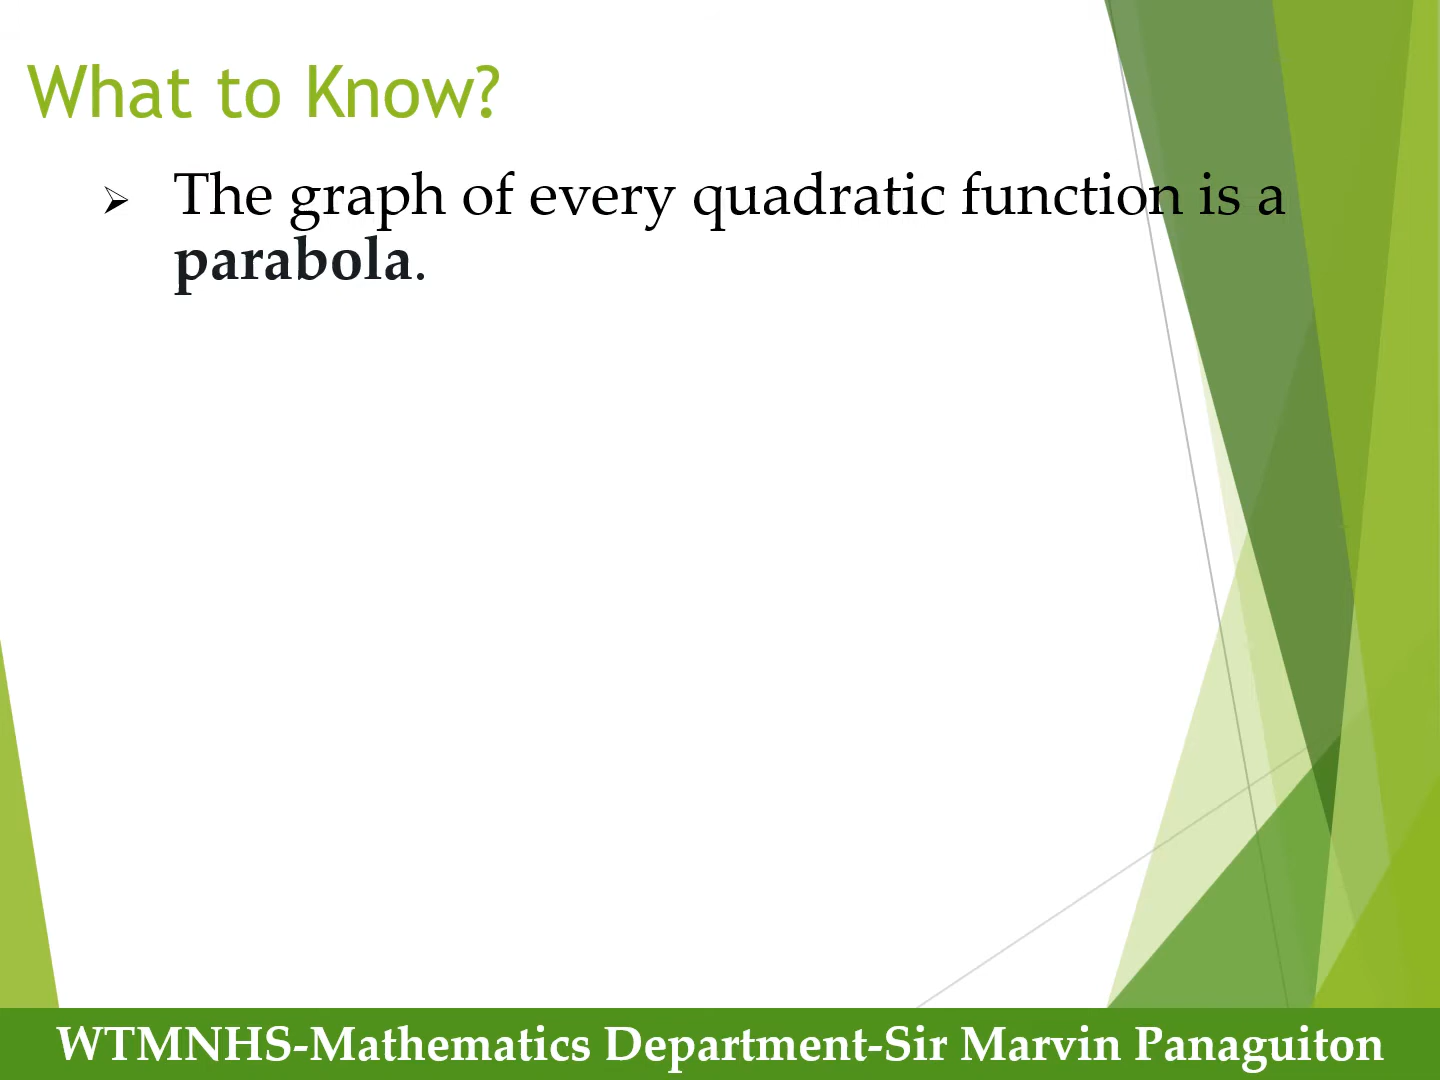 What to Know?
➢ The graph of every quadratic function is a
parabola.
WTMNHS-Mathematics Department-Sir Marvin Panaguiton